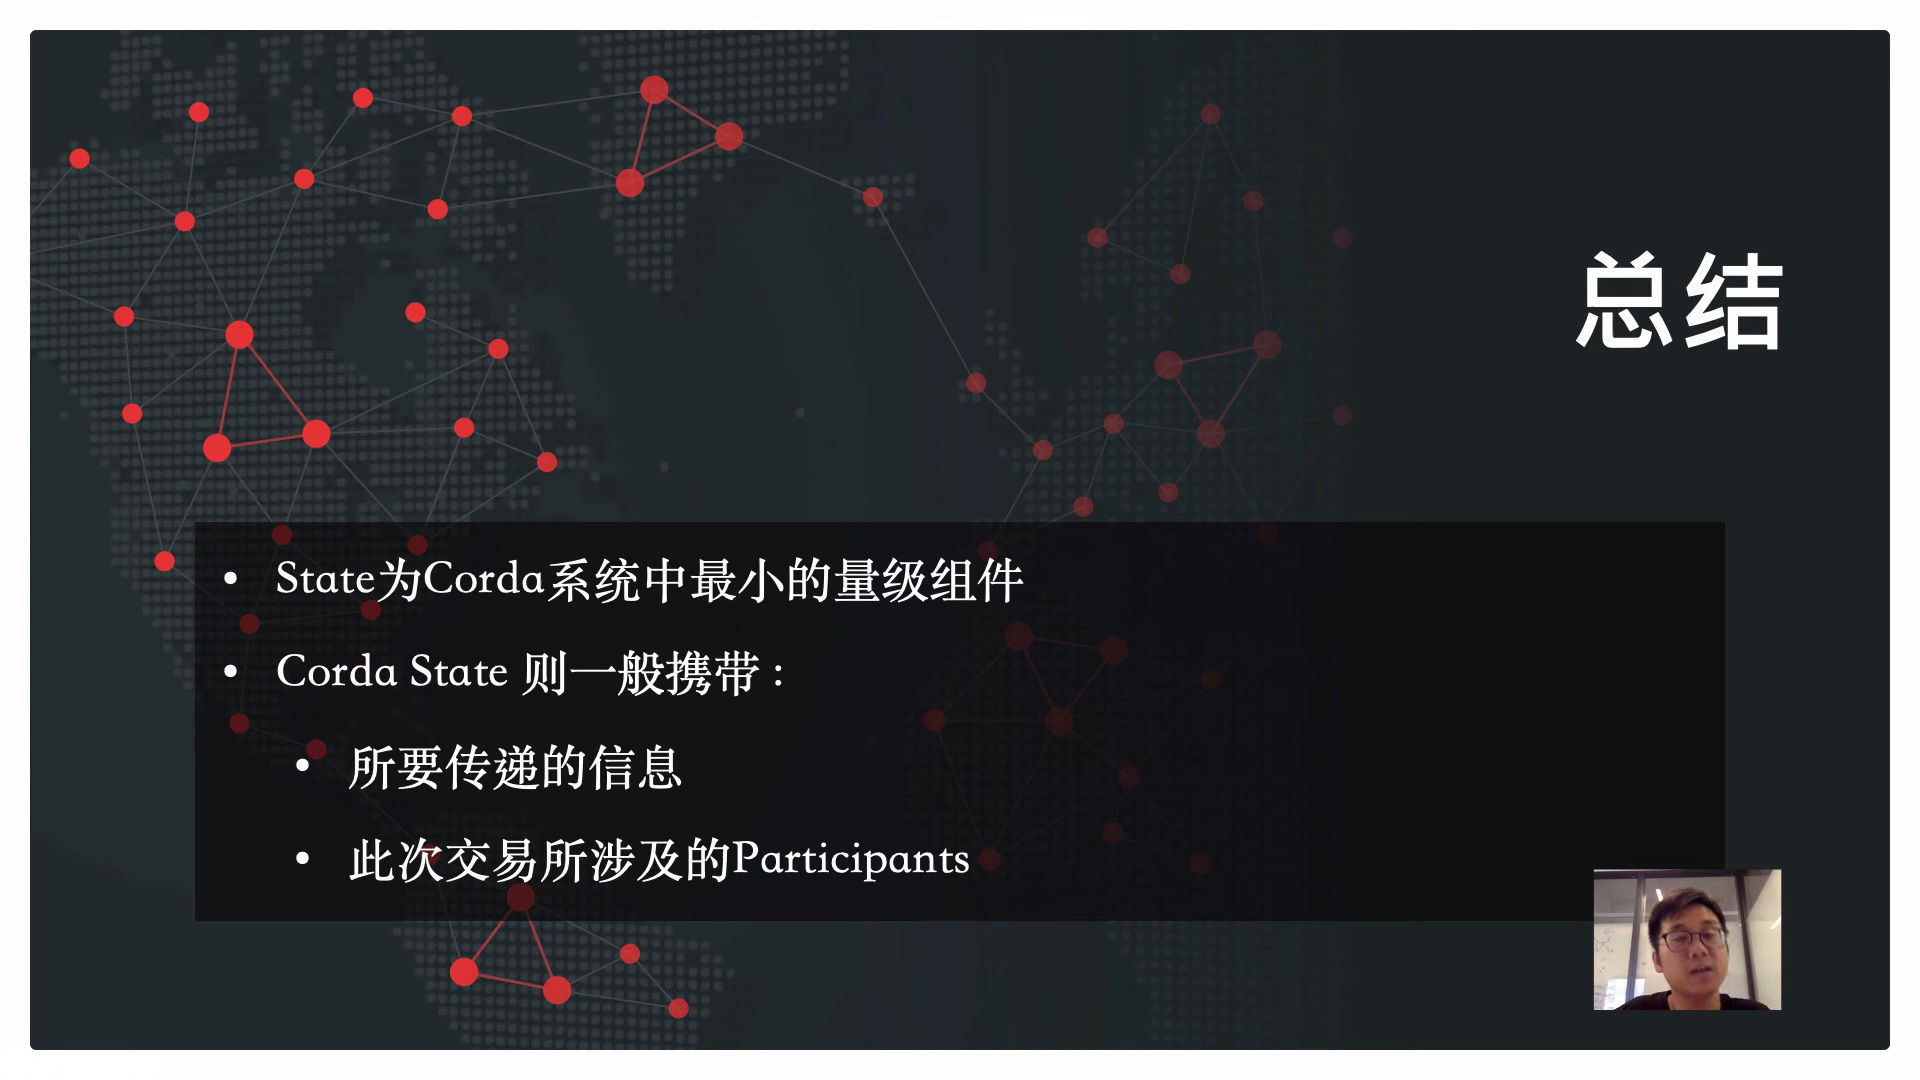 总结
• State为Corda系统中最小的量级组件
• Corda State 则一般携带：
• 所要传递的信息
• 此次交易所涉及的Participants